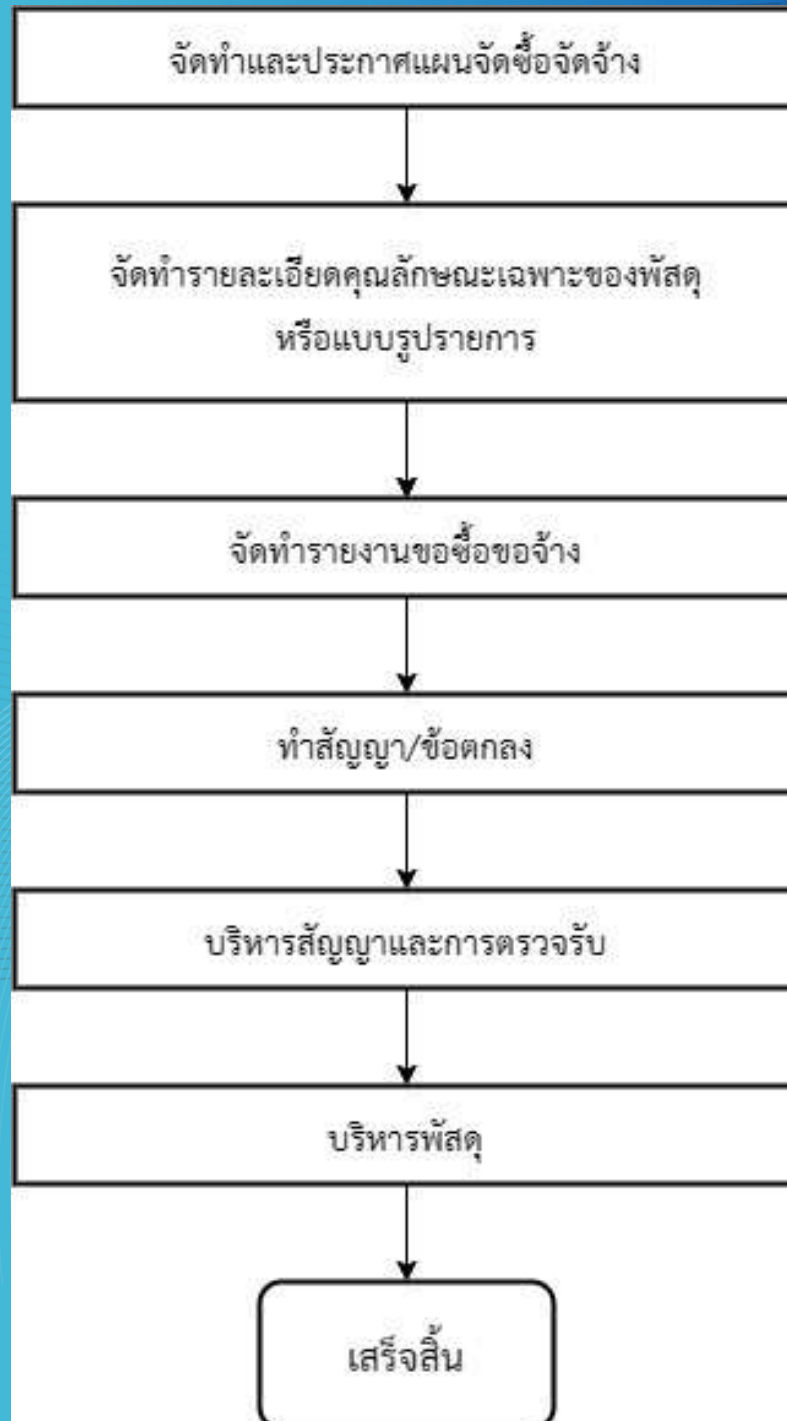 จัดทำและประกาศแผนจัดซื้อจัดจ้าง
จัดทำรายละเอียดคุณลักษณะเฉพาะของพัสดุ
หรือแบบรูปรายการ
จัดทำรายงานขอซื้อขอจ้าง
ทำสัญญา/ข้อตกลง
บริหารสัญญาและการตรวจรับ
บริหารพัสดุ
เสร็จสิ้น